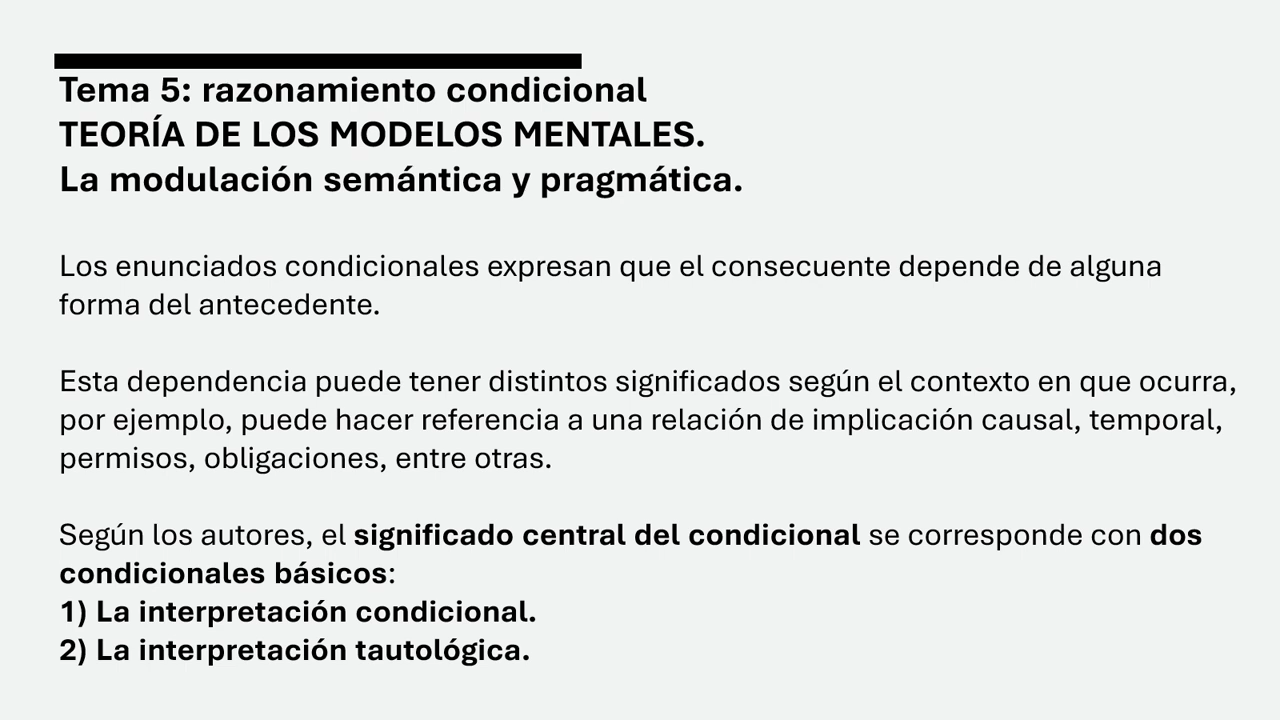 Tema 5: razonamiento condicional
TEORÍA DE LOS MODELOS MENTALES.
La modulación semántica y pragmática.
Los enunciados condicionales expresan que el consecuente depende de alguna
forma del antecedente.
Esta dependencia puede tener distintos significados según el contexto en que ocurra,
por ejemplo, puede hacer referencia a una relación de implicación causal, temporal,
permisos, obligaciones, entre otras.
Según los autores, el significado central del condicional se corresponde con dos
condicionales básicos:
1) La interpretación condicional.
2) La interpretación tautológica.